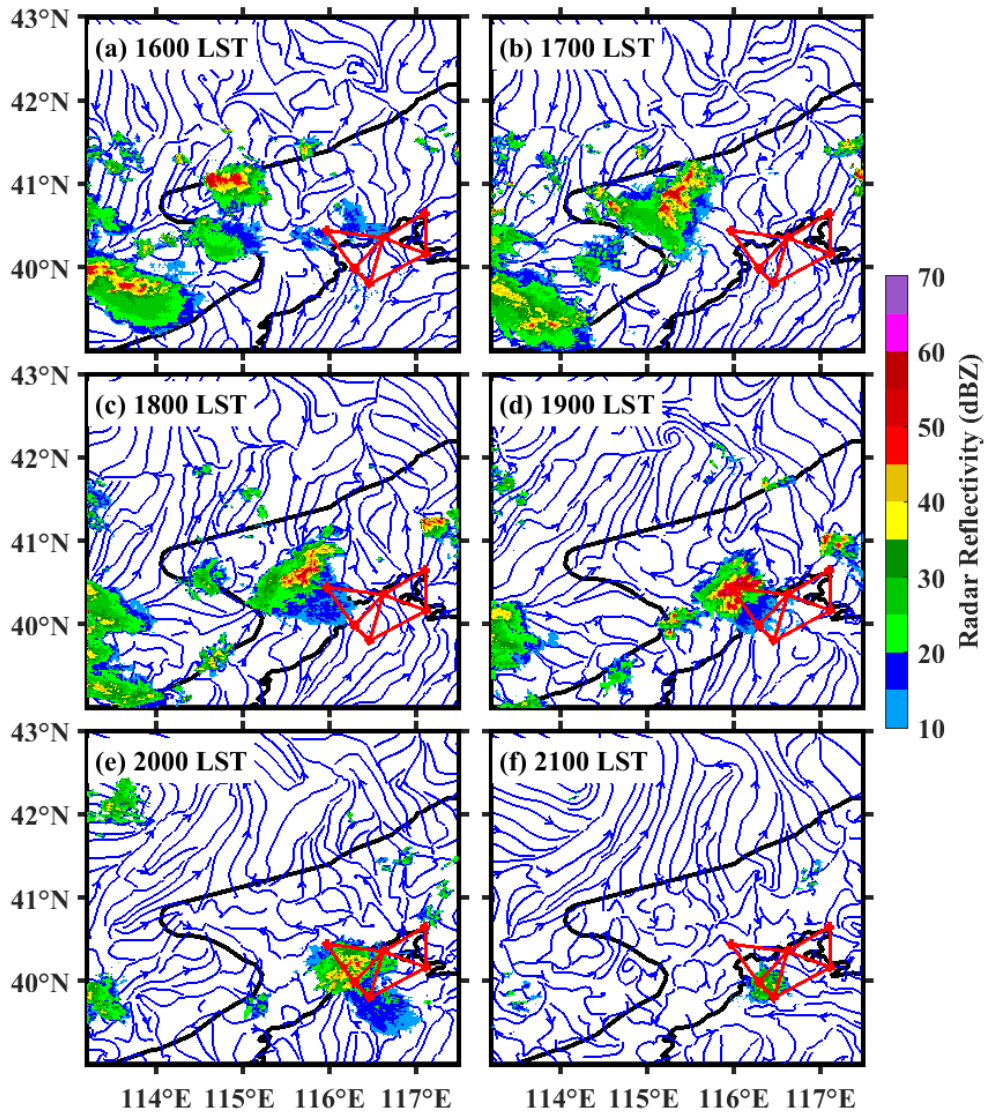 43°N
42°N
41°N
40°N
(a) 1600 LST
(b) 1700 LST
43°N
42°N
41°N
40°N
(c) 1800 LST
(d) 1900 LST
43°N
42°N
41°N
40°N
(e) 2000 LST
(f) 2100 LST
114°E 115°E 116°E 117°E
114°E 115°E 116°E 117°E
70
60
50
40
30
20
10
Radar Reflectivity (dBZ)